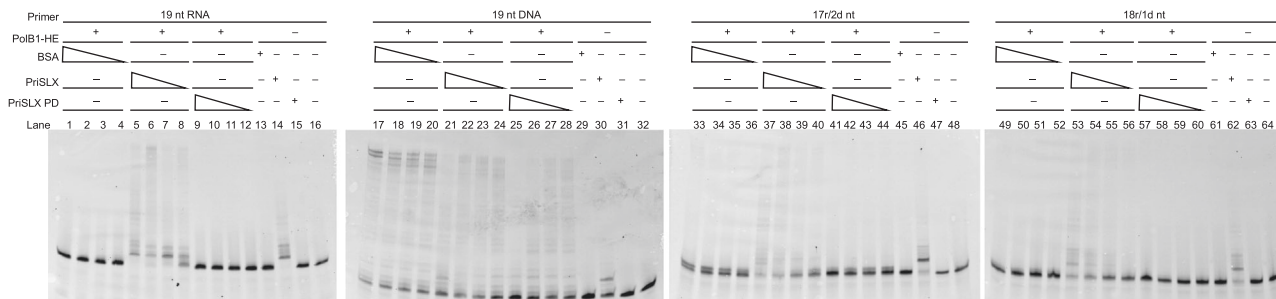 Primer 19 nt RNA 19 nt DNA 17r/2d nt 18r/1d nt
PolB1-HE + + + – + + + – + + + – + + + –
BSA – – + – – – – – + – – – – – + – – – – – + – – –
PriSLX – – – + – – – – – + – – – – – + – – – – – + – –
PriSLX PD – – – – + – – – – – + – – – – – + – – – – – + –
Lane 1 2 3 4 5 6 7 8 9 10 11 12 13 14 15 16 17 18 19 20 21 22 23 24 25 26 27 28 29 30 31 32 33 34 35 36 37 38 39 40 41 42 43 44 45 46 47 48 49 50 51 52 53 54 55 56 57 58 59 60 61 62 63 64